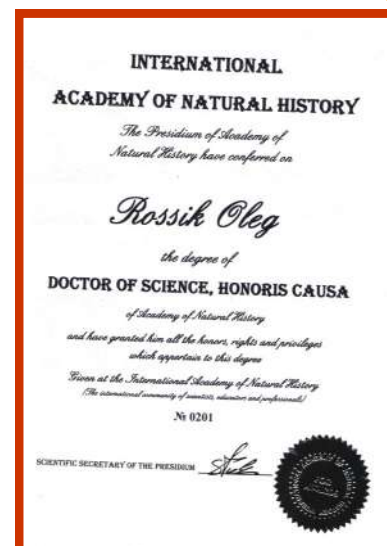 INTERNATIONAL
ACADEMY OF NATURAL HISTORY
The Presidium of Academy of
Natural History have conferred on
Rossik Oleg
the degree of
DOCTOR OF SCIENCE, HONORIS CAUSA
of Academy of Natural History
and have granted him all the honors, rights and privileges
which appertain to this degree
Given at the International Academy of Natural History
(The international community of scientists, educators and professionals)
№ 0201
SCIENTIFIC SECRETARY OF THE PRESIDIUM